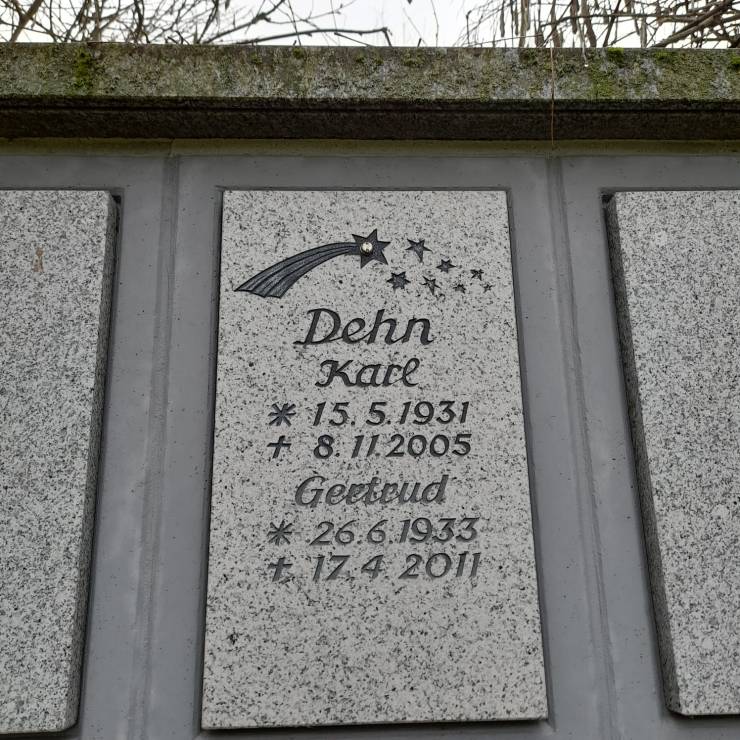 Dehn
Karl
* 15.5.1931
† 8.11.2005
Gertrud
* 26.6.1933
† 17.4.2011